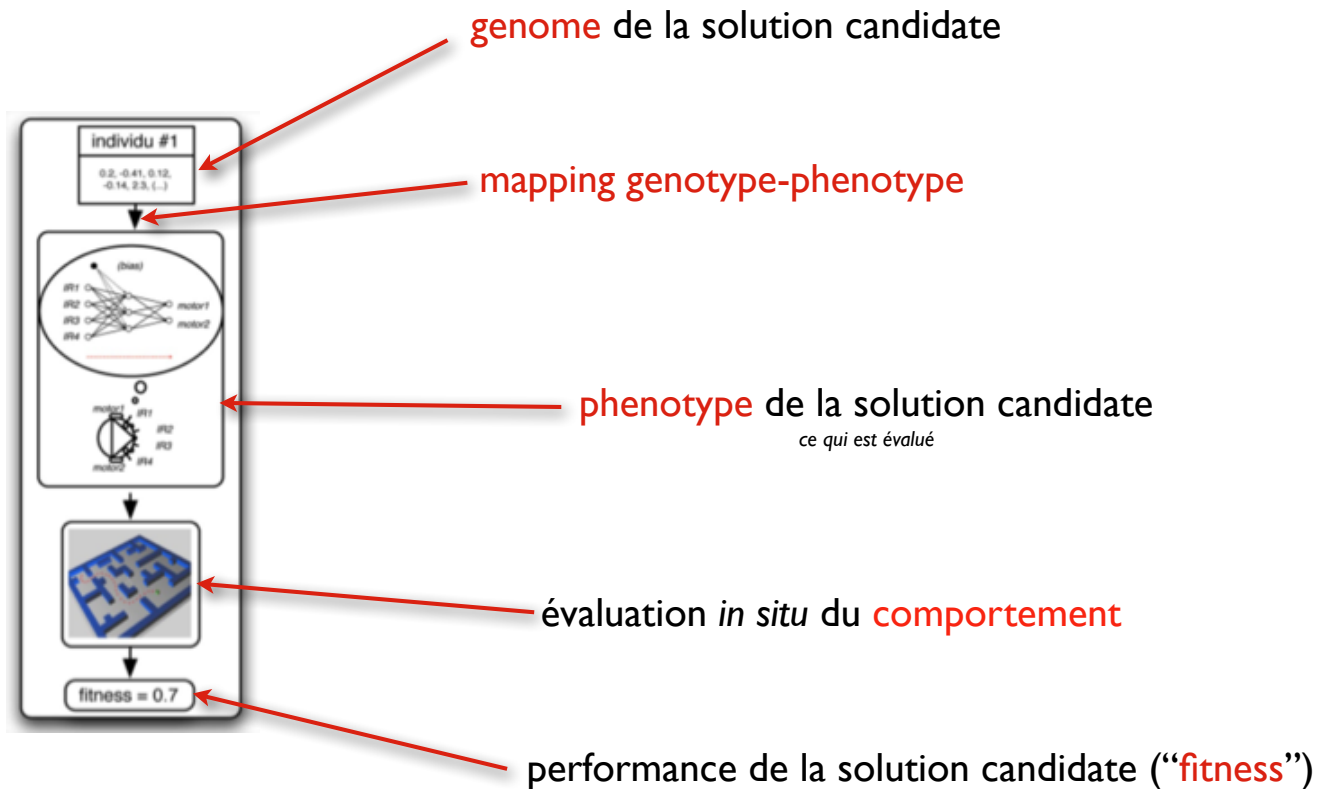 genome de la solution candidate
individu #1
0.2, -0.41, 0.12,
-0.14, 2.3, (...)
mapping genotype-phenotype
(bias)
IR1
IR2
IR3
IR4
motor1
motor2
phenotype de la solution candidate
ce qui est évalué
motor1
IR1
IR2
IR3
IR4
motor2
évaluation in situ du comportement
fitness = 0.7
performance de la solution candidate (“fitness”)